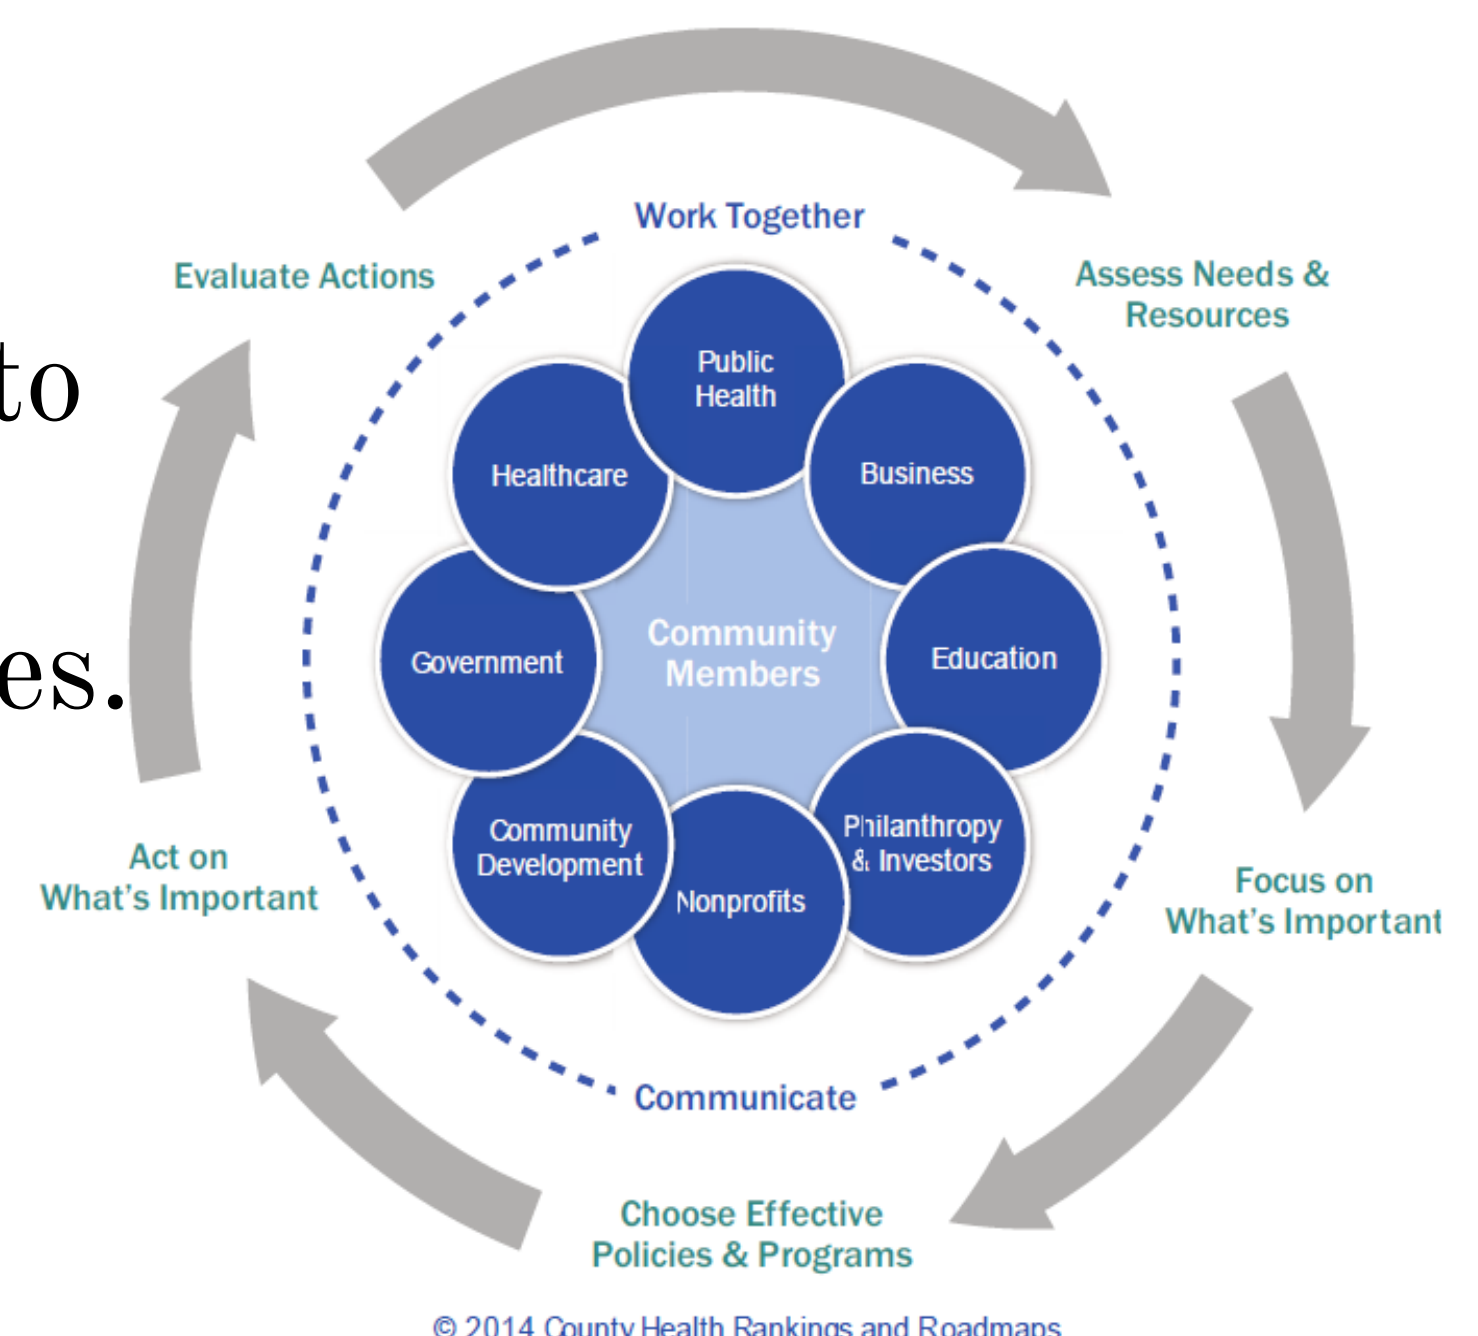 Work Together
Evaluate Actions
Assess Needs &
Resources
to
Public
Health
Healthcare
Business
Community
Members
Government
Education
es.
Community
Development
Philanthropy
& Investors
Nonprofits
Act on
What's Important
Focus on
What's Important
Communicate
Choose Effective
Policies & Programs
© 2014 County Health Rankings and Roadmaps